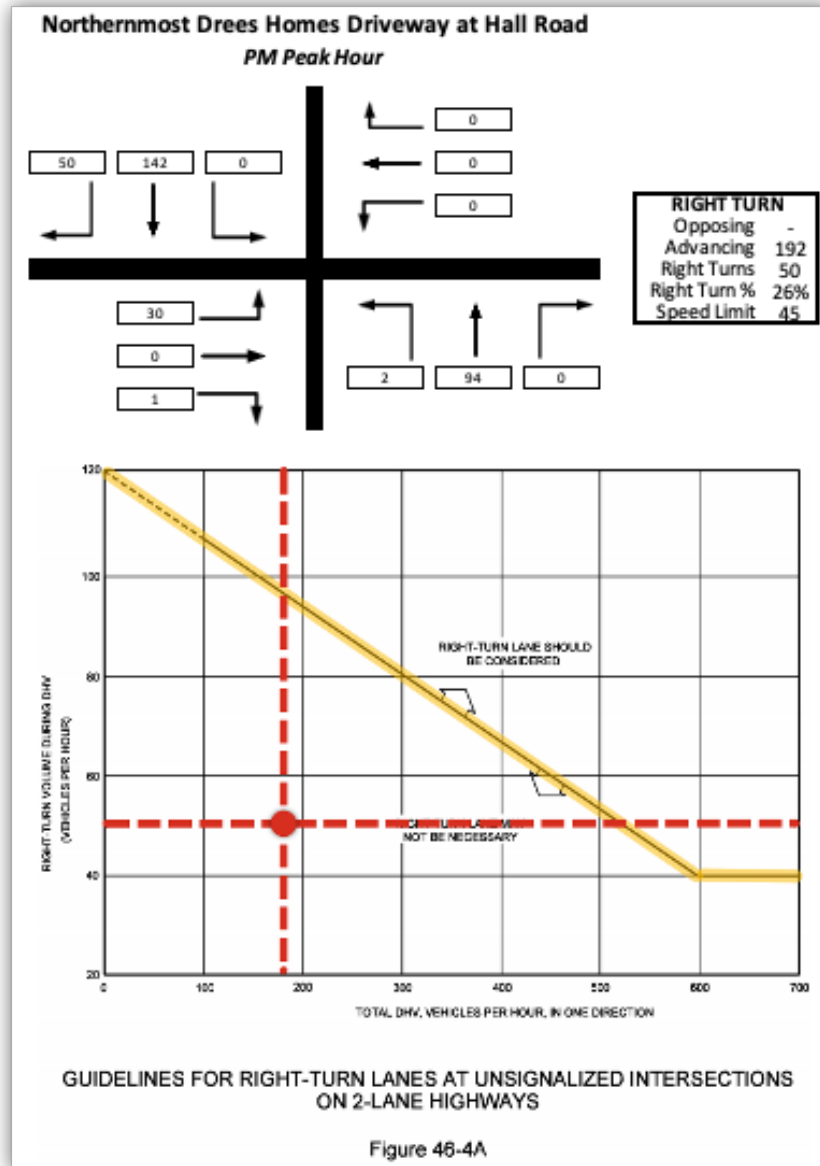 Northernmost Drees Homes Driveway at Hall Road
PM Peak Hour
50 142 0
0
0
0
30
0
1
2 94 0
RIGHT TURN
Opposing -
Advancing 192
Right Turns 50
Right Turn % 26%
Speed Limit 45
120
100
80
60
40
20
RIGHT-TURN VOLUME DURING DHV
(VEHICLES PER HOUR)
RIGHT-TURN LANE SHOULD
BE CONSIDERED
NOT BE NECESSARY
0 100 200 300 400 500 600 700
TOTAL DHV, VEHICLES PER HOUR, IN ONE DIRECTION
GUIDELINES FOR RIGHT-TURN LANES AT UNSIGNALIZED INTERSECTIONS
ON 2-LANE HIGHWAYS
Figure 46-4A